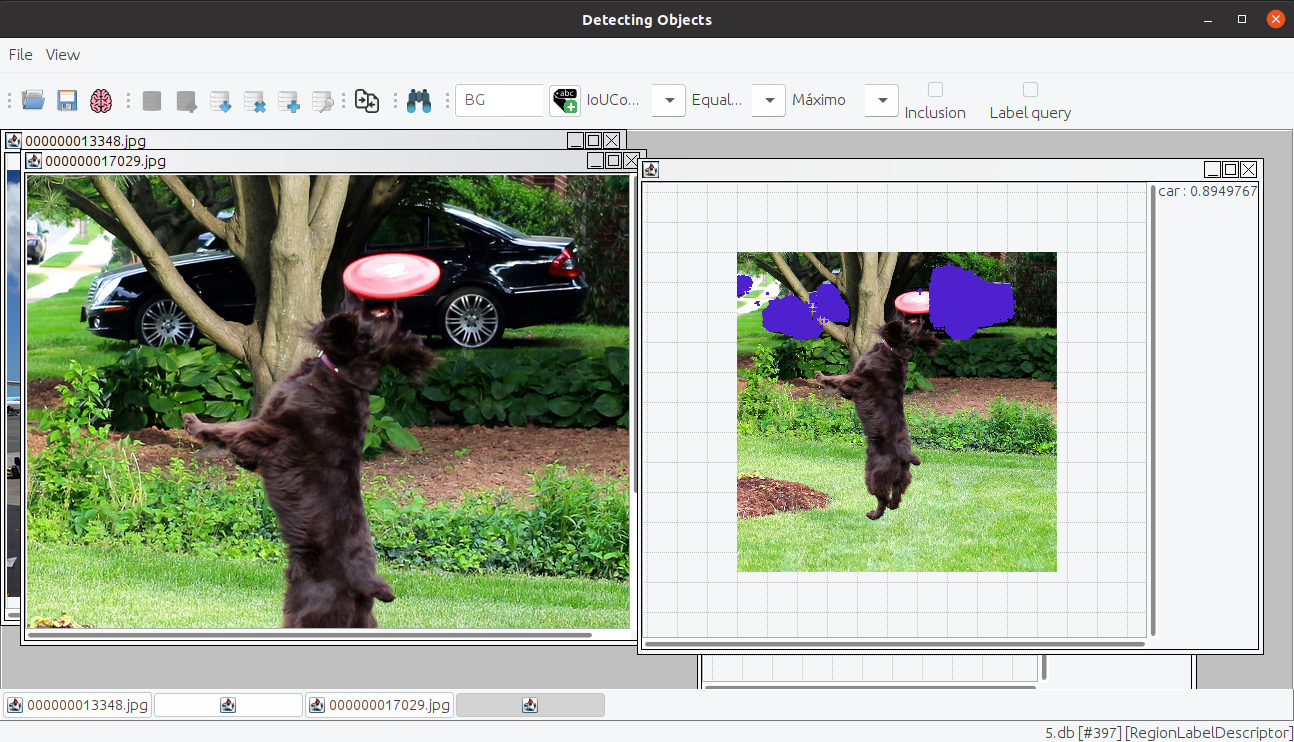 Detecting Objects
File View
BG abc IoUCo... Equal... Máximo Inclusion Label query
000000013348.jpg
000000017029.jpg
car: 0.8949767
000000013348.jpg 000000017029.jpg
5.db [#397] [RegionLabelDescriptor]